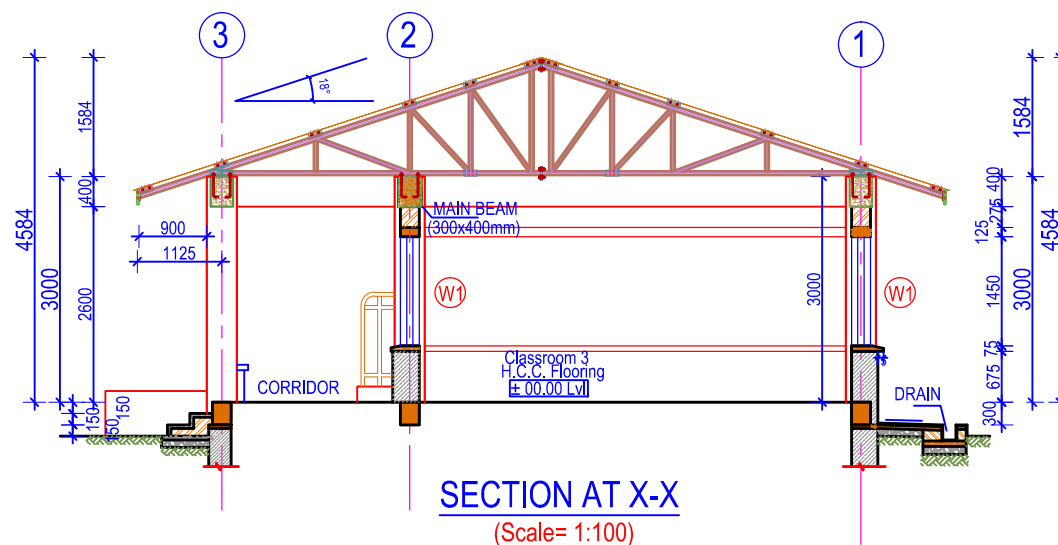 3
2
1
18°
4584
3000
1584
400
2600
900
1125
MAIN BEAM
(300x400mm)
W1
W1
3000
Classroom 3
H.C.C. Flooring
± 00.00 Lvl
CORRIDOR
DRAIN
150
150
150
150
1584
400
275
125
1450
75
675
300
3000
4584
75
SECTION AT X-X
(Scale= 1:100)